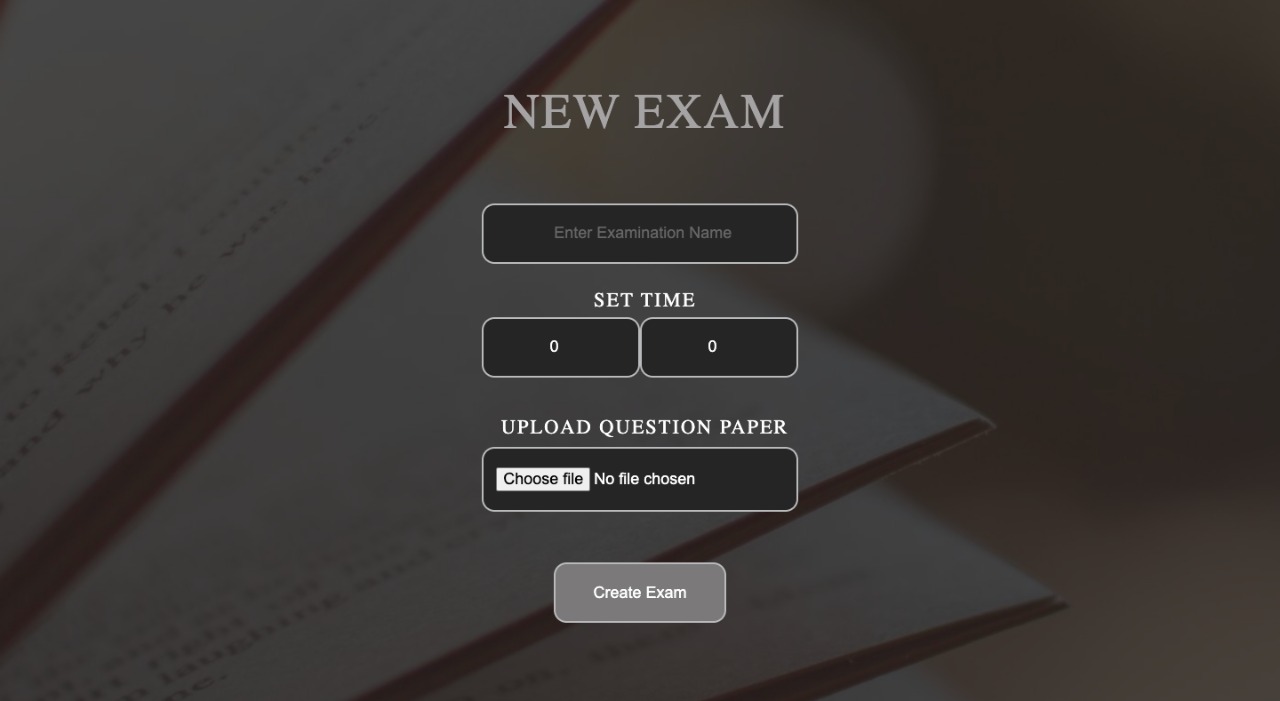 NEW EXAM
Enter Examination Name
SET TIME
0 0
UPLOAD QUESTION PAPER
Choose file No file chosen
Create Exam